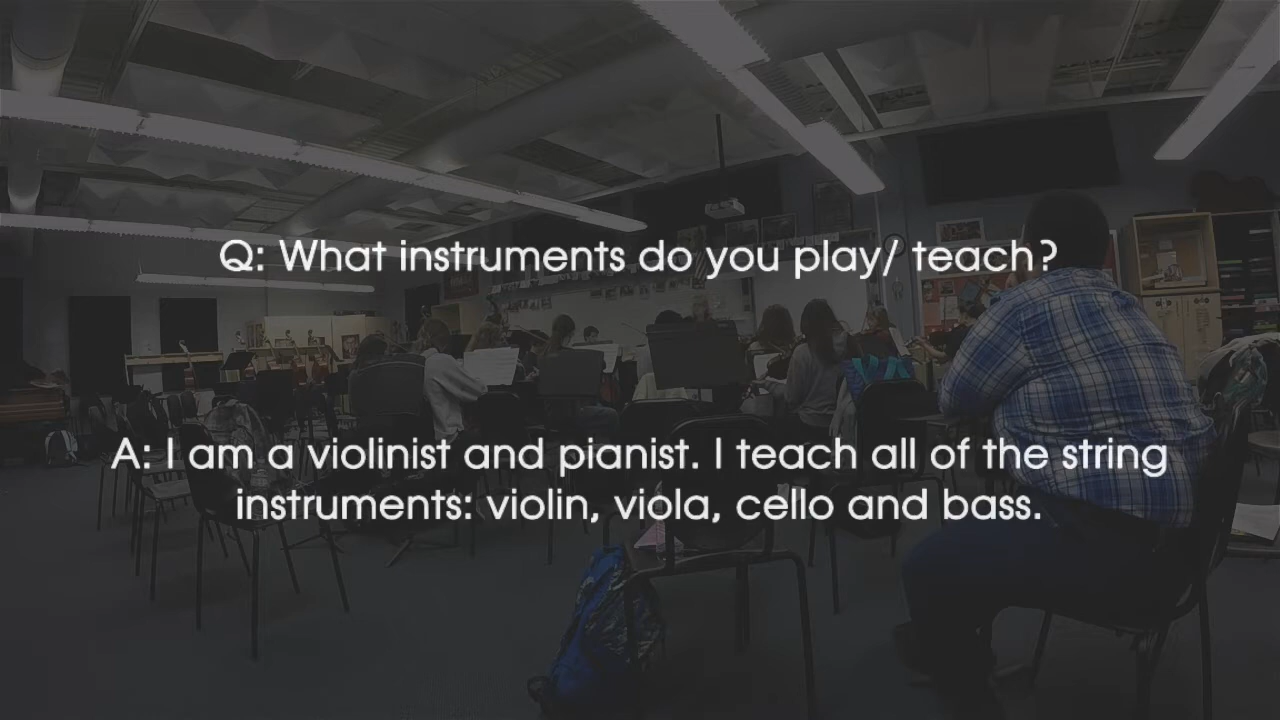 Q: What instruments do you play/ teach?
A: I am a violinist and pianist. I teach all of the string
instruments: violin, viola, cello and bass.